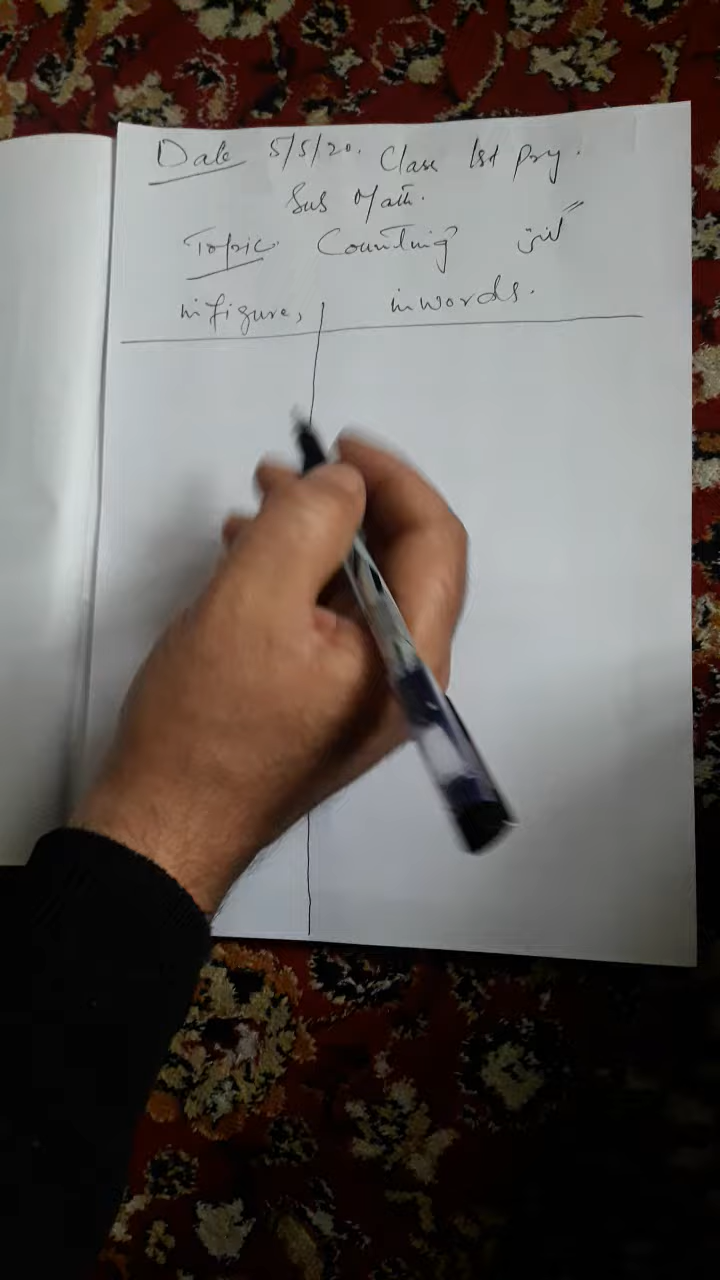 Date 5/5/20. Class 1st Pry.
Sub Math.
Topic. Counting گنتی
in figure, in words.